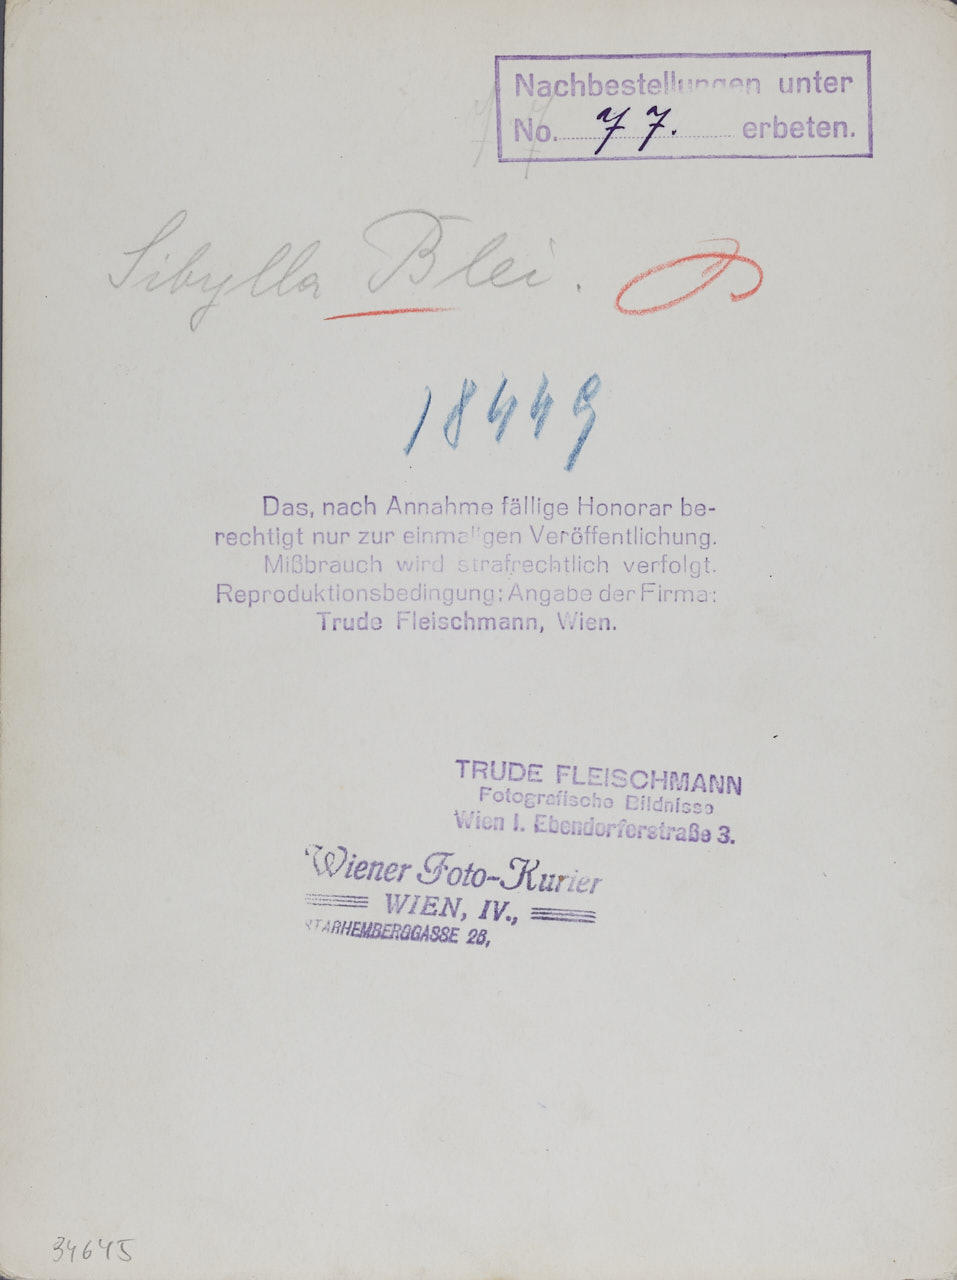 Nachbestellungen unter
No. 77. erbeten.
77
Sibylla Blei.
18449
Das, nach Annahme fällige Honorar be-
rechtigt nur zur einmaligen Veröffentlichung.
Mißbrauch wird strafrechtlich verfolgt.
Reproduktionsbedingung: Angabe der Firma:
Trude Fleischmann, Wien.
TRUDE FLEISCHMANN
Fotografische Bildnisse
Wien I. Ebendorferstraße 3.
Wiener Foto-Kurier
WIEN, IV.,
STARHEMBERGGASSE 26,
34645